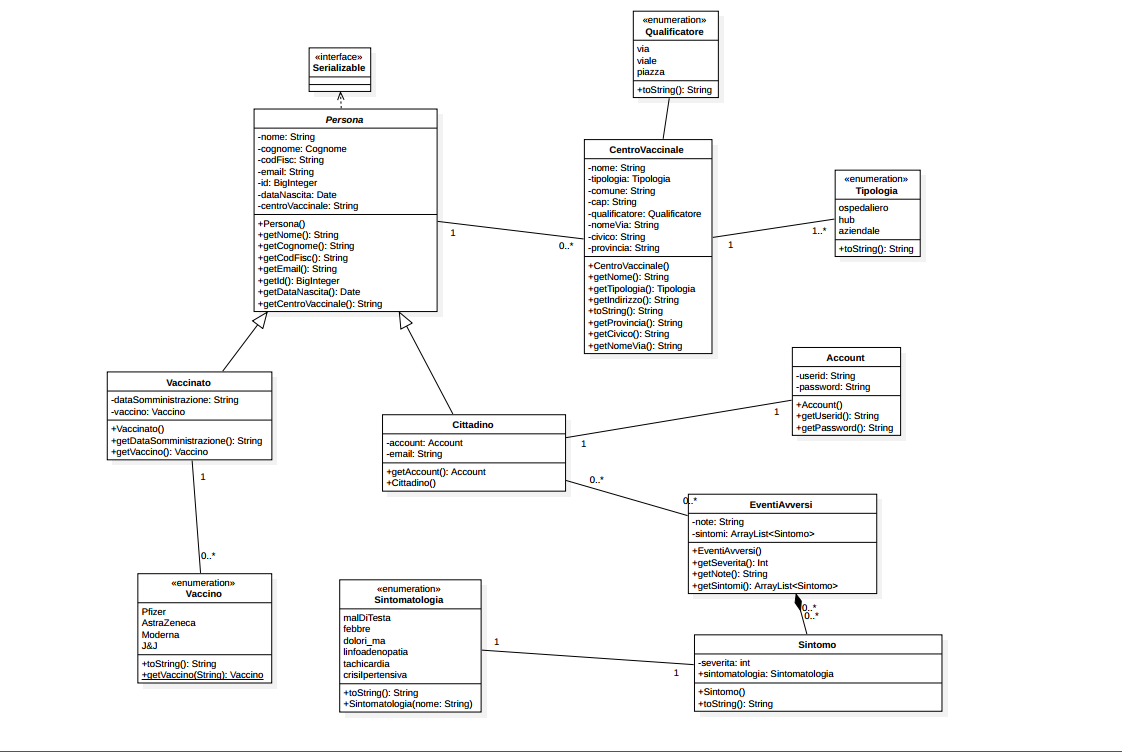 «enumeration»
Qualificatore
via
viale
piazza
+toString(): String
«interface»
Serializable
Persona
-nome: String
-cognome: Cognome
-codFisc: String
-email: String
-id: BigInteger
-dataNascita: Date
-centroVaccinale: String
+Persona()
+getNome(): String
+getCognome(): String
+getCodFisc(): String
+getEmail(): String
+getId(): BigInteger
+getDataNascita(): Date
+getCentroVaccinale(): String
1
0..*
CentroVaccinale
-nome: String
-tipologia: Tipologia
-comune: String
-cap: String
-qualificatore: Qualificatore
-nomeVia: String
-civico: String
-provincia: String
+CentroVaccinale()
+getNome(): String
+getTipologia(): Tipologia
+getIndirizzo(): String
+toString(): String
+getProvincia(): String
+getCivico(): String
+getNomeVia(): String
1
1..*
«enumeration»
Tipologia
ospedaliero
hub
aziendale
+toString(): String
Vaccinato
-dataSomministrazione: String
-vaccino: Vaccino
+Vaccinato()
+getDataSomministrazione(): String
+getVaccino(): Vaccino
1
0..*
Cittadino
-account: Account
-email: String
+getAccount(): Account
+Cittadino()
1
1
Account
-userid: String
-password: String
+Account()
+getUserid(): String
+getPassword(): String
0..*
0..*
EventiAvversi
-note: String
-sintomi: ArrayList<Sintomo>
+EventiAvversi()
+getSeverita(): Int
+getNote(): String
+getSintomi(): ArrayList<Sintomo>
0..*
0..*
«enumeration»
Vaccino
Pfizer
AstraZeneca
Moderna
J&J
+toString(): String
+getVaccino(String): Vaccino
«enumeration»
Sintomatologia
malDiTesta
febbre
dolori_ma
linfoadenopatia
tachicardia
crisiIpertensiva
+toString(): String
+Sintomatologia(nome: String)
1
1
Sintomo
-severita: int
+sintomatologia: Sintomatologia
+Sintomo()
+toString(): String